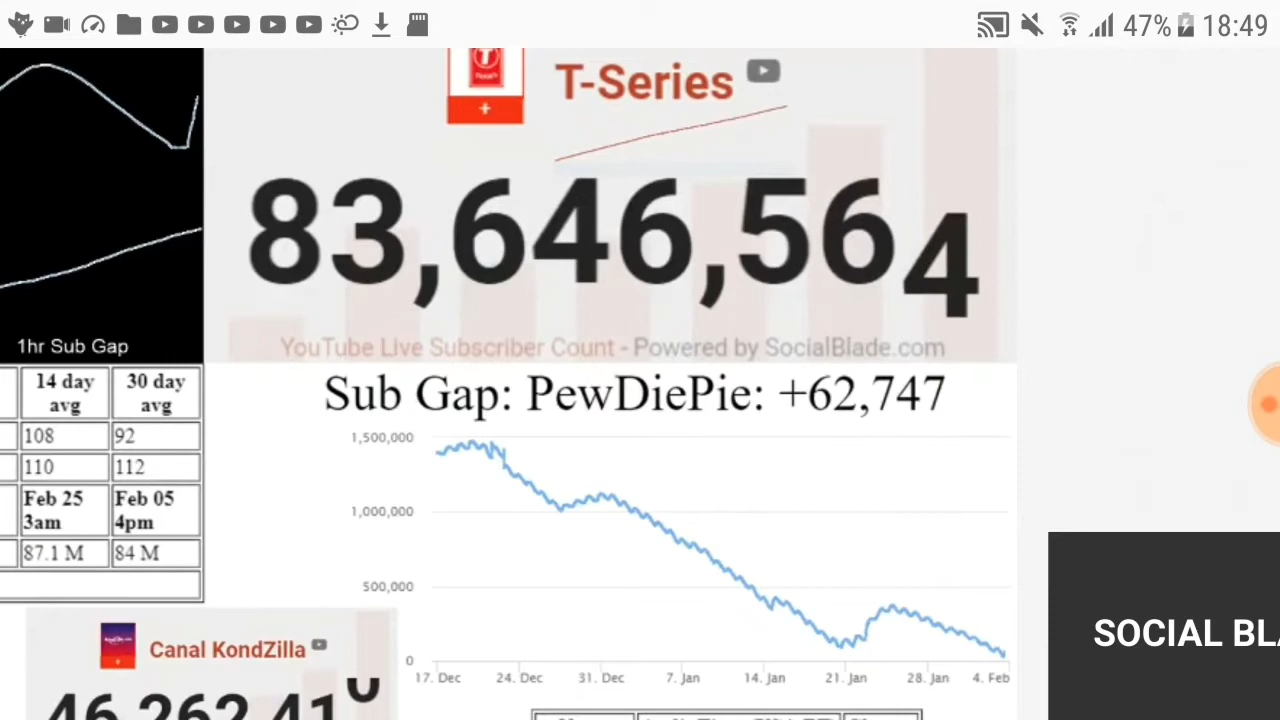 47% 18:49
T-Series
83,646,564
YouTube Live Subscriber Count - Powered by SocialBlade.com
1hr Sub Gap
14 day avg 30 day avg
108 92
110 112
Feb 25 3am Feb 05 4pm
87.1 M 84 M
Sub Gap: PewDiePie: +62,747
1,500,000
1,000,000
500,000
0
17. Dec 24. Dec 31. Dec 7. Jan 14. Jan 21. Jan 28. Jan 4. Feb
Canal KondZilla
46,262,41
SOCIAL BL